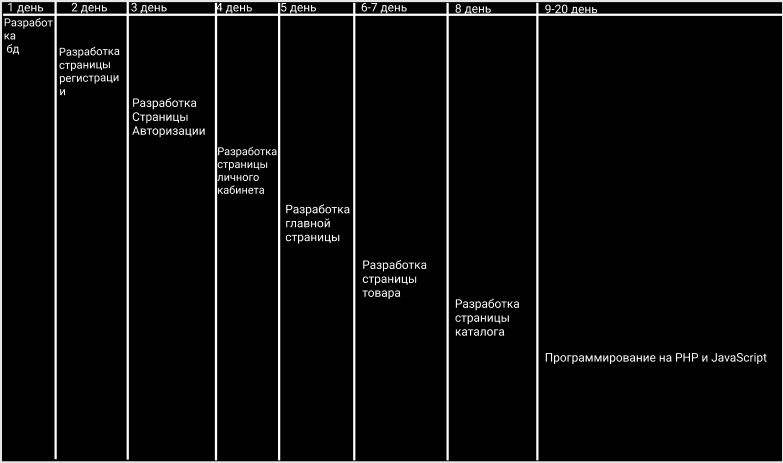 1 день
2 день
3 день
4 день
5 день
6-7 день
8 день
9-20 день
Разработ
ка
бд
Разработка
страницы
регистраци
и
Разработка
Страницы
Авторизации
Разработка
страницы
личного
кабинета
Разработка
главной
страницы
Разработка
страницы
товара
Разработка
страницы
каталога
Программирование на PHP и JavaScript